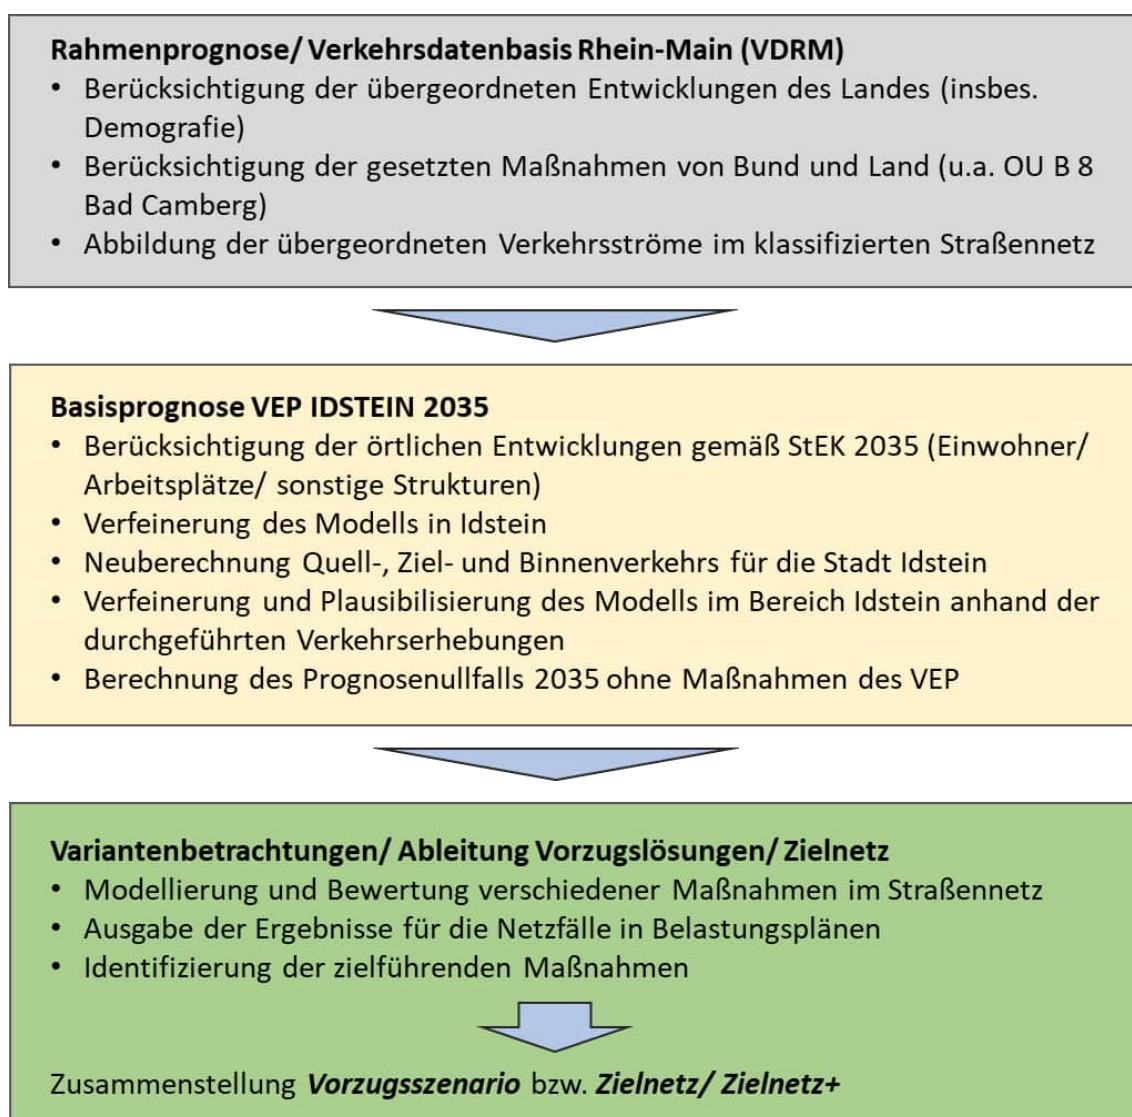 Rahmenprognose/ Verkehrsdatenbasis Rhein-Main (VDRM)
• Berücksichtigung der übergeordneten Entwicklungen des Landes (insbes.
Demografie)
• Berücksichtigung der gesetzten Maßnahmen von Bund und Land (u.a. OU B 8
Bad Camberg)
• Abbildung der übergeordneten Verkehrsströme im klassifizierten Straßennetz
Basisprognose VEP IDSTEIN 2035
• Berücksichtigung der örtlichen Entwicklungen gemäß StEK 2035 (Einwohner/
Arbeitsplätze/ sonstige Strukturen)
• Verfeinerung des Modells in Idstein
• Neuberechnung Quell-, Ziel- und Binnenverkehrs für die Stadt Idstein
• Verfeinerung und Plausibilisierung des Modells im Bereich Idstein anhand der
durchgeführten Verkehrserhebungen
• Berechnung des Prognosenullfalls 2035 ohne Maßnahmen des VEP
Variantenbetrachtungen/ Ableitung Vorzugslösungen/ Zielnetz
• Modellierung und Bewertung verschiedener Maßnahmen im Straßennetz
• Ausgabe der Ergebnisse für die Netzfälle in Belastungsplänen
• Identifizierung der zielführenden Maßnahmen
Zusammenstellung Vorzugsszenario bzw. Zielnetz/ Zielnetz+